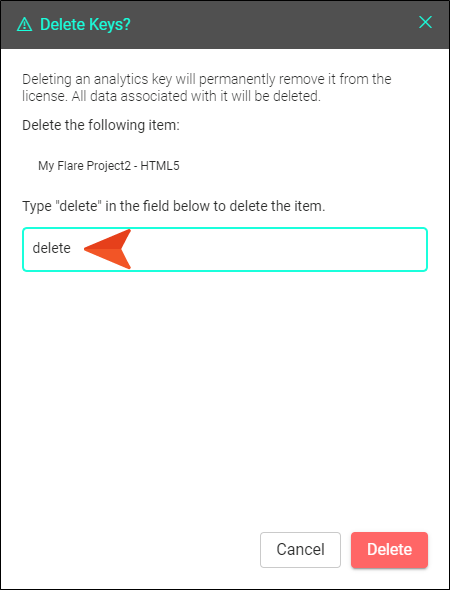 Delete Keys?
Deleting an analytics key will permanently remove it from the
license. All data associated with it will be deleted.
Delete the following item:
My Flare Project2 - HTML5
Type "delete" in the field below to delete the item.
delete
Cancel
Delete